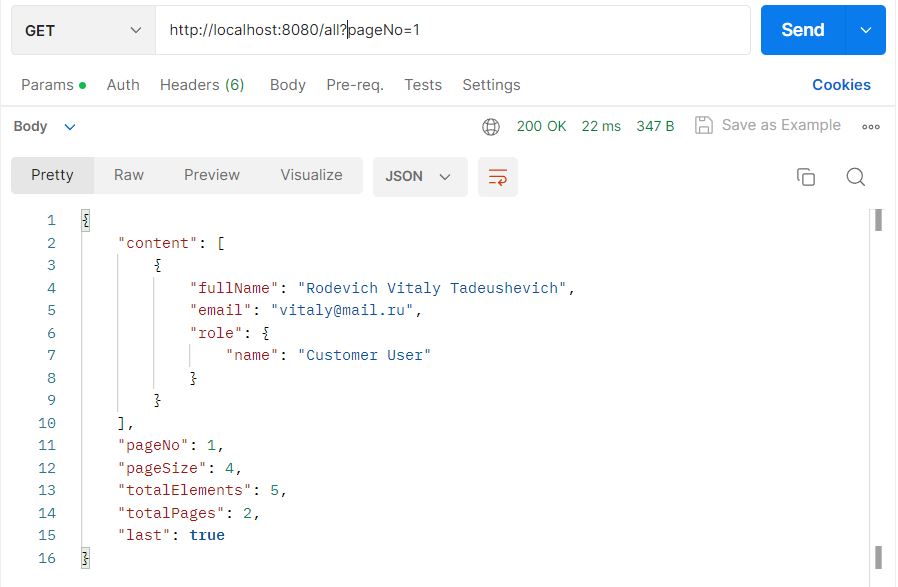 GET http://localhost:8080/all?pageNo=1 Send
Params Auth Headers (6) Body Pre-req. Tests Settings Cookies
Body 200 OK 22 ms 347 B Save as Example
Pretty Raw Preview Visualize JSON
1 {
2 "content": [
3 {
4 "fullName": "Rodevich Vitaly Tadeushevich",
5 "email": "vitaly@mail.ru",
6 "role": {
7 "name": "Customer User"
8 }
9 }
10 ],
11 "pageNo": 1,
12 "pageSize": 4,
13 "totalElements": 5,
14 "totalPages": 2,
15 "last": true
16 }